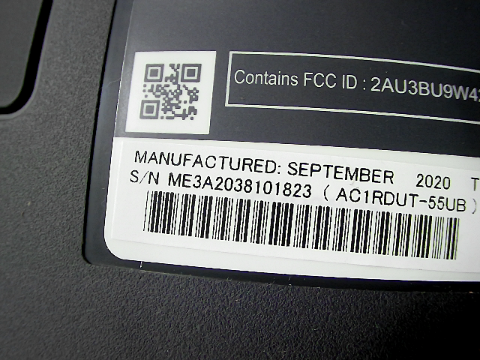 Contains FCC ID : 2AU3BU9W4
MANUFACTURED: SEPTEMBER 2020 T
S/N ME3A2038101823 ( AC1RDUT-55UB )